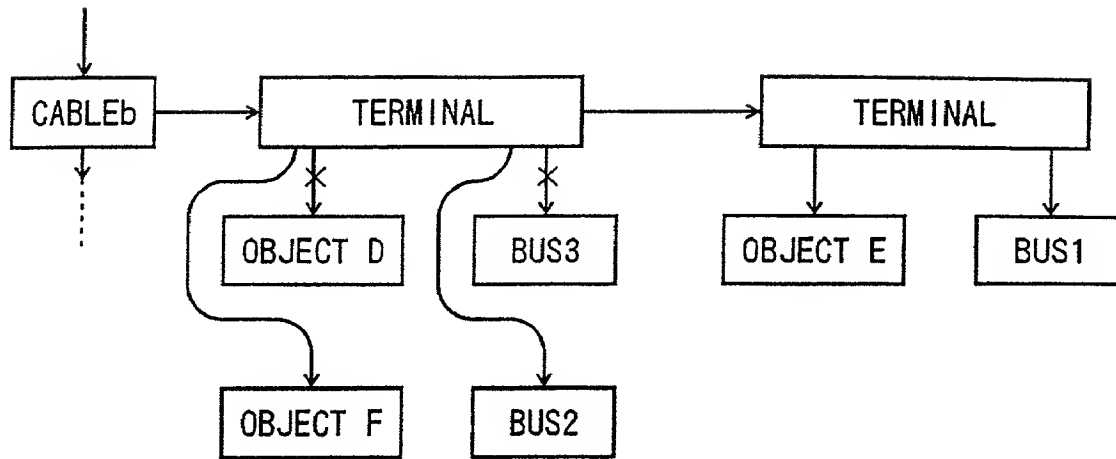 CABLEb
TERMINAL
TERMINAL
OBJECT D
BUS3
OBJECT E
BUS1
OBJECT F
BUS2